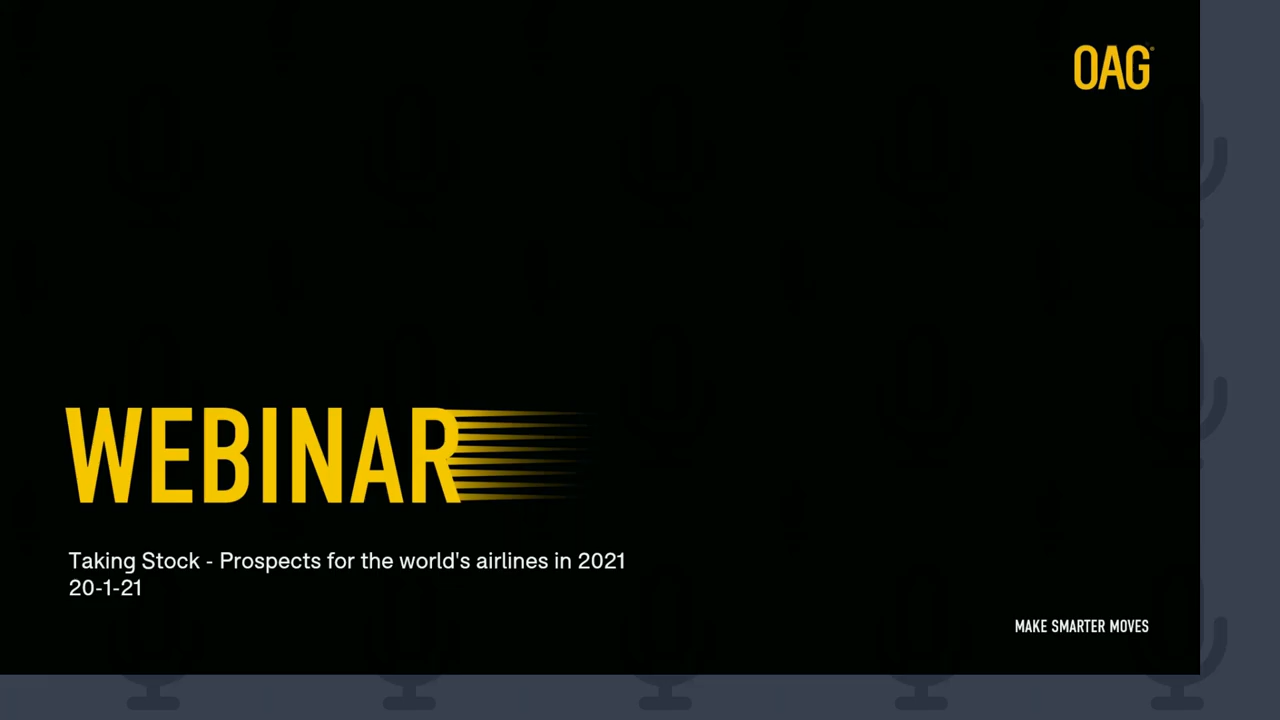 OAG
WEBINAR
Taking Stock - Prospects for the world's airlines in 2021
20-1-21
MAKE SMARTER MOVES